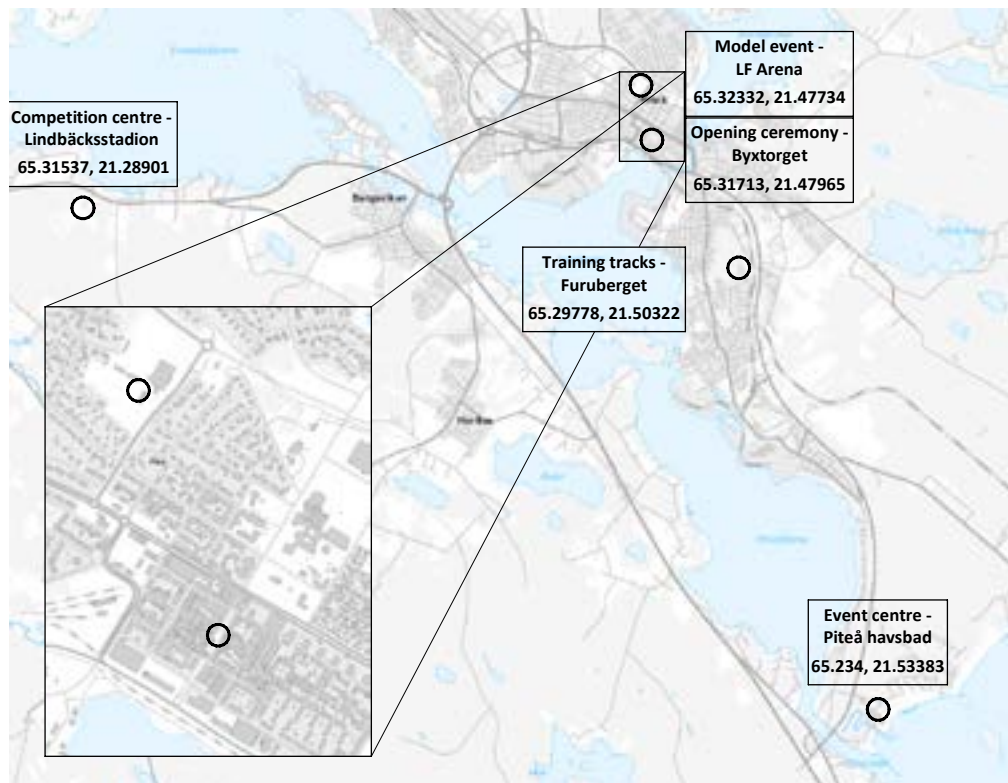 Model event -
LF Arena
65.32332, 21.47734
Competition centre -
Lindbäcksstadion
65.31537, 21.28901
Opening ceremony -
Byxtorget
65.31713, 21.47965
Training tracks -
Furuberget
65.29778, 21.50322
Event centre -
Piteå havsbad
65.234, 21.53383